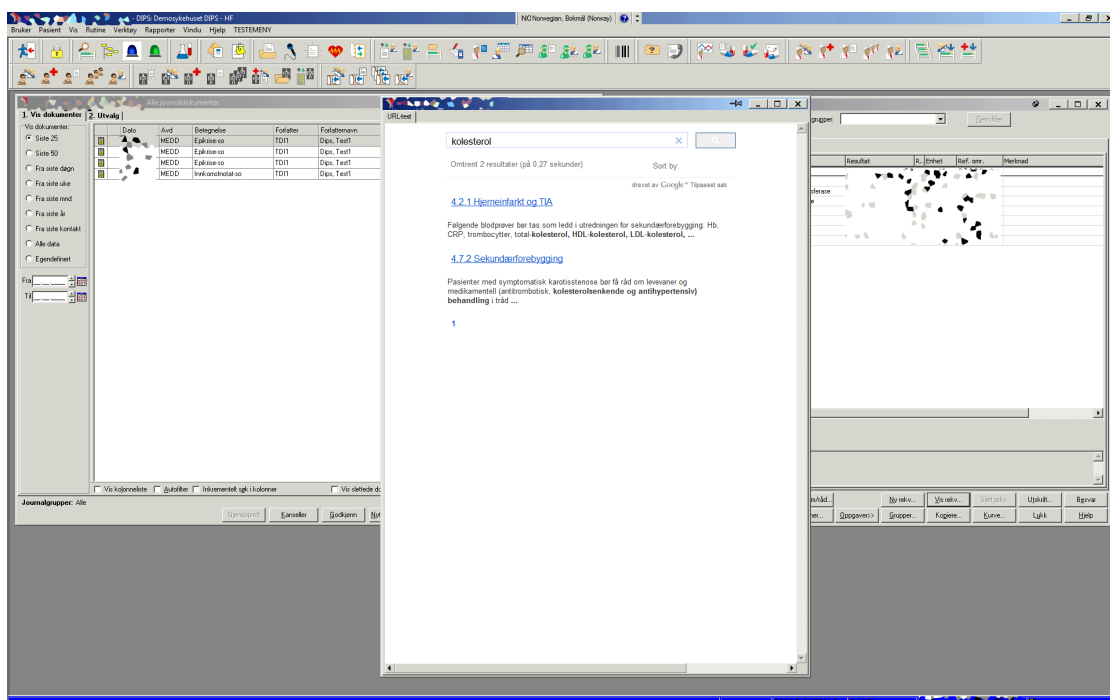 - DIPS: Demosykehuset DIPS - HF
NO Norwegian, Bokmål (Norway)
Bruker Pasient Vis Rutine Verktøy Rapporter Vindu Hjelp TESTEMENY
Alle journaldokumenter
1. Vis dokumenter
2. Utvalg
Vis dokumenter:
Siste 25
Siste 50
Fra siste døgn
Fra siste uke
Fra siste mnd
Fra siste år
Fra siste kontakt
Alle data
Egendefinert
Fra
Til
Dato Avd Betegnelse Forfatter Forfatternavn
MEDD Epikrise-so TDI1 Dips, Test1
MEDD Epikrise-so TDI1 Dips, Test1
MEDD Epikrise-so TDI1 Dips, Test1
MEDD Innkomstnotat-so TDI1 Dips, Test1
Vis kolonneliste Autofilter Inkrementelt søk i kolonner Vis slettede
Journalgrupper: Alle
Gjenopprett Kanseller Godkjenn
URL-test
kolesterol
Omtrent 2 resultater (på 0,27 sekunder)
Sort by:
drevet av Google™ Tilpasset søk
4.2.1 Hjerneinfarkt og TIA
Følgende blodprøver bør tas som ledd i utredningen for sekundærforebygging: Hb,
CRP, trombocytter, total-kolesterol, HDL-kolesterol, LDL-kolesterol, ...
4.7.2 Sekundærforebygging
Pasienter med symptomatisk karotisstenose bør få råd om levevaner og
medikamentell (antitrombotisk, kolesterolsenkende og antihypertensiv)
behandling i tråd ...
1
grupper:
Fjern filter
Resultat R.. Enhet Ref. omr. Merknad
Ny rekv... Vis rekv... Slett rekv. Utskrift... Besvar
Oppgaver>> Grupper... Kopiere... Kurve... Lukk Hjelp